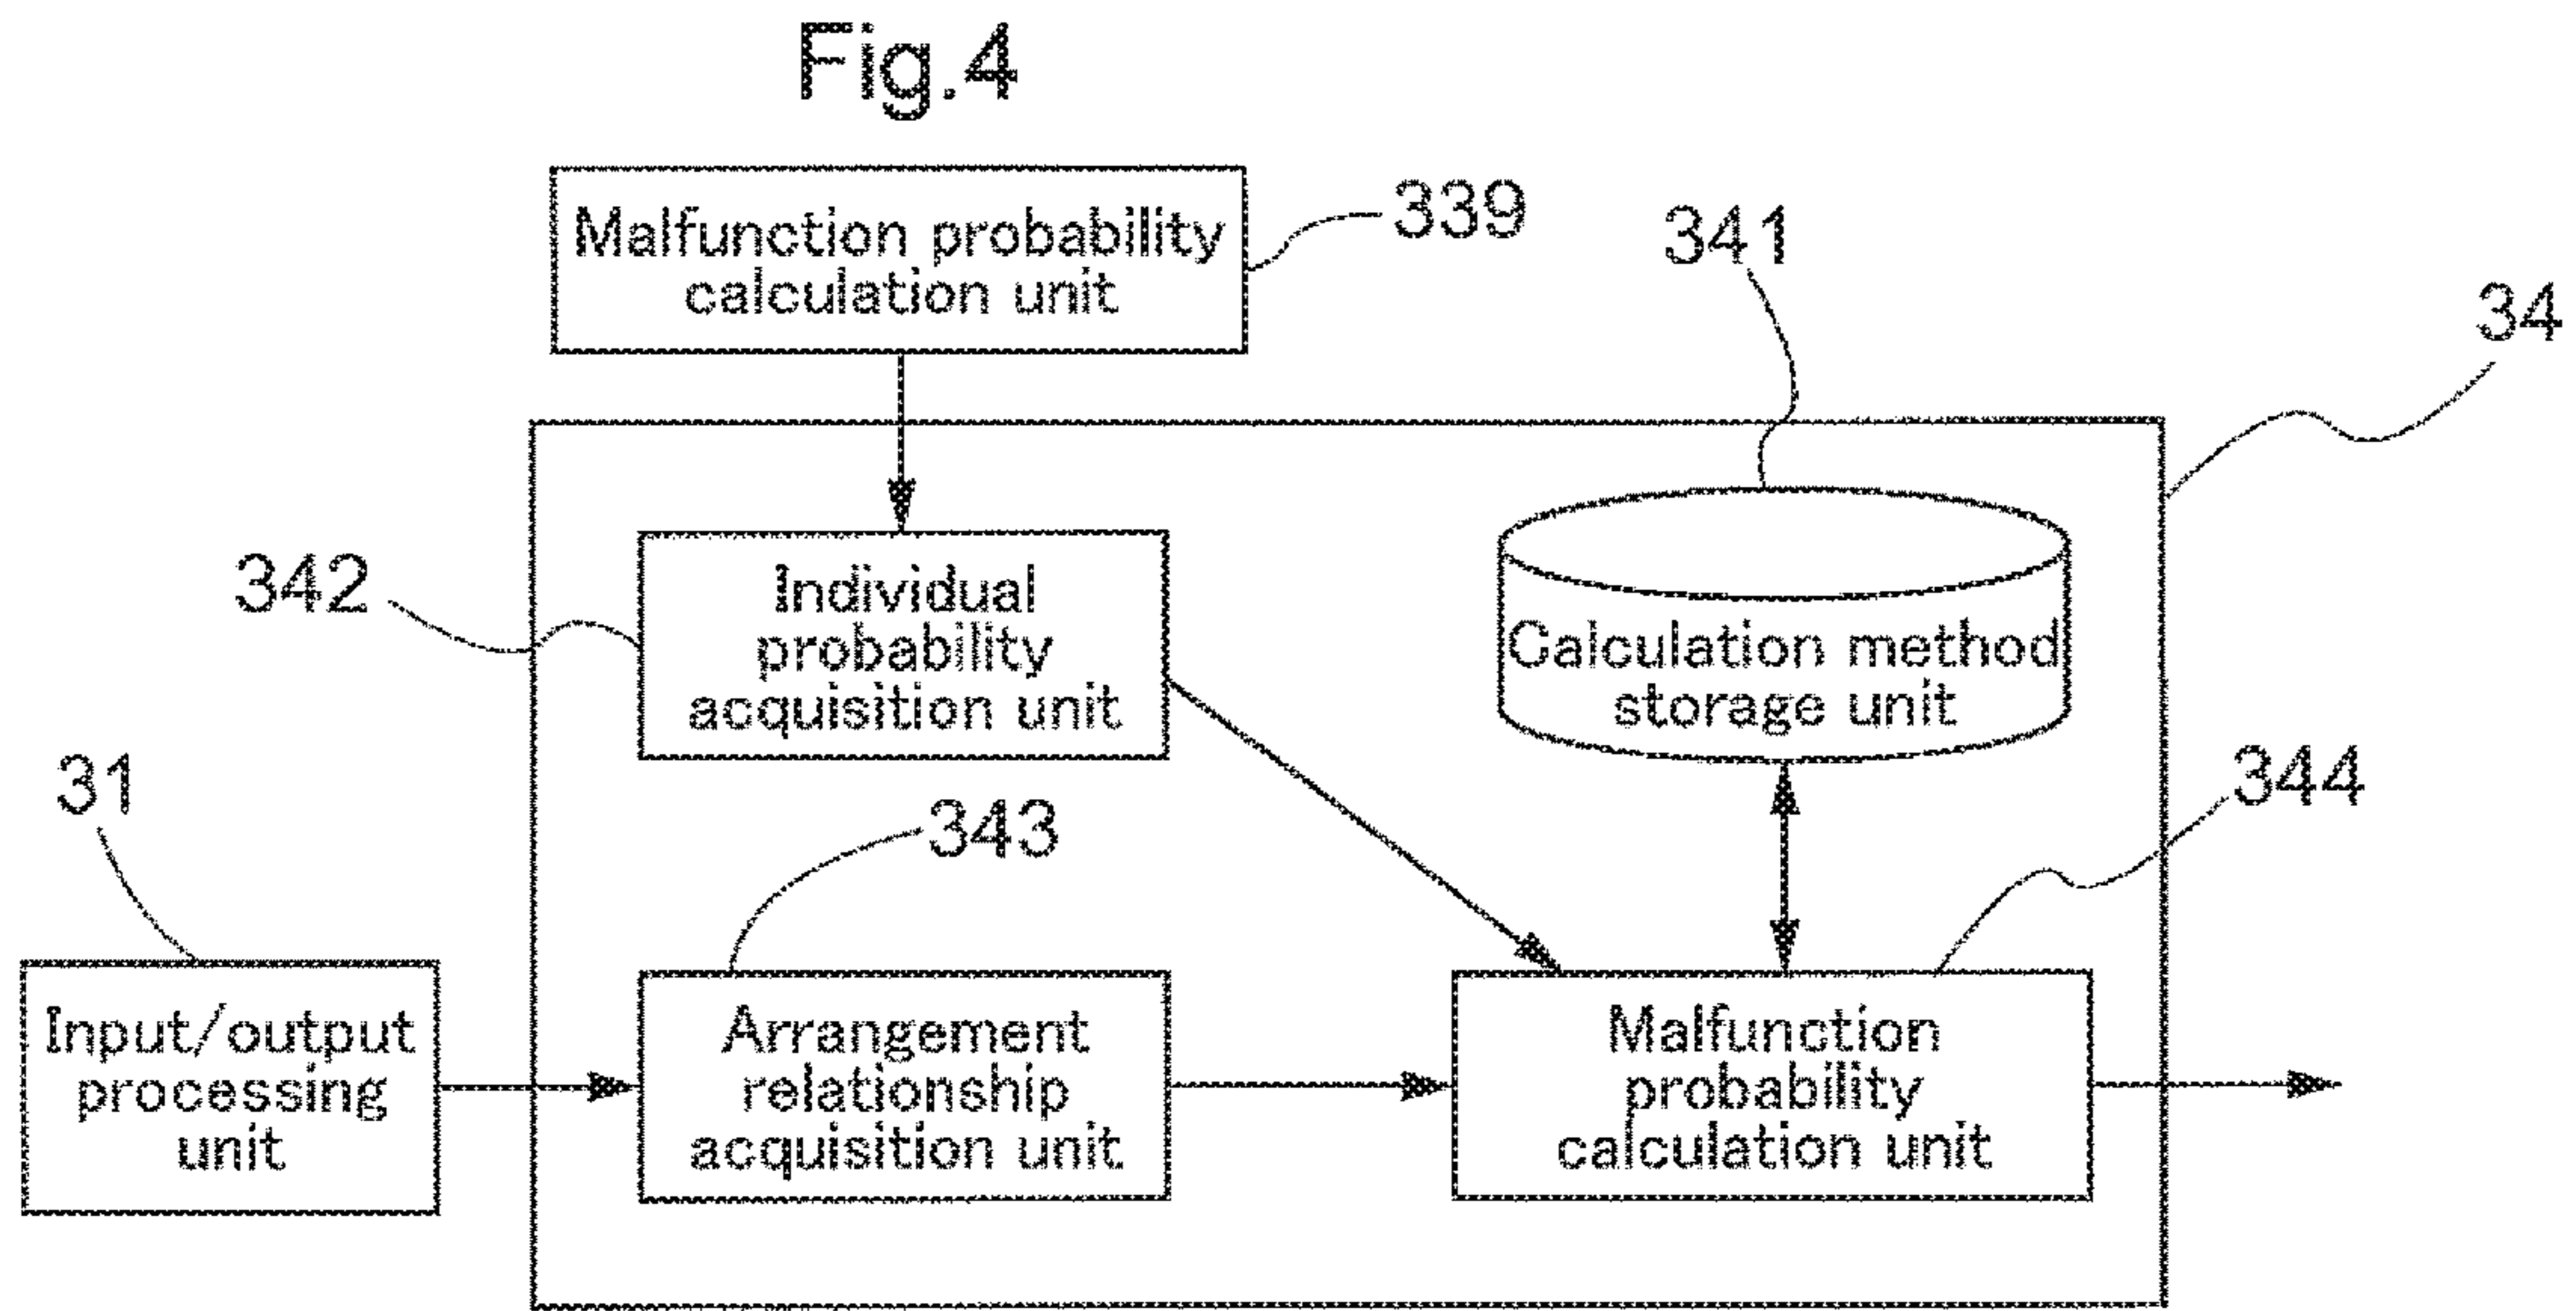 Fig.4
Malfunction probability
calculation unit
339
341
34
342
Individual
probability
acquisition unit
Calculation method
storage unit
31
343
344
Input/output
processing
unit
Arrangement
relationship
acquisition unit
Malfunction
probability
calculation unit